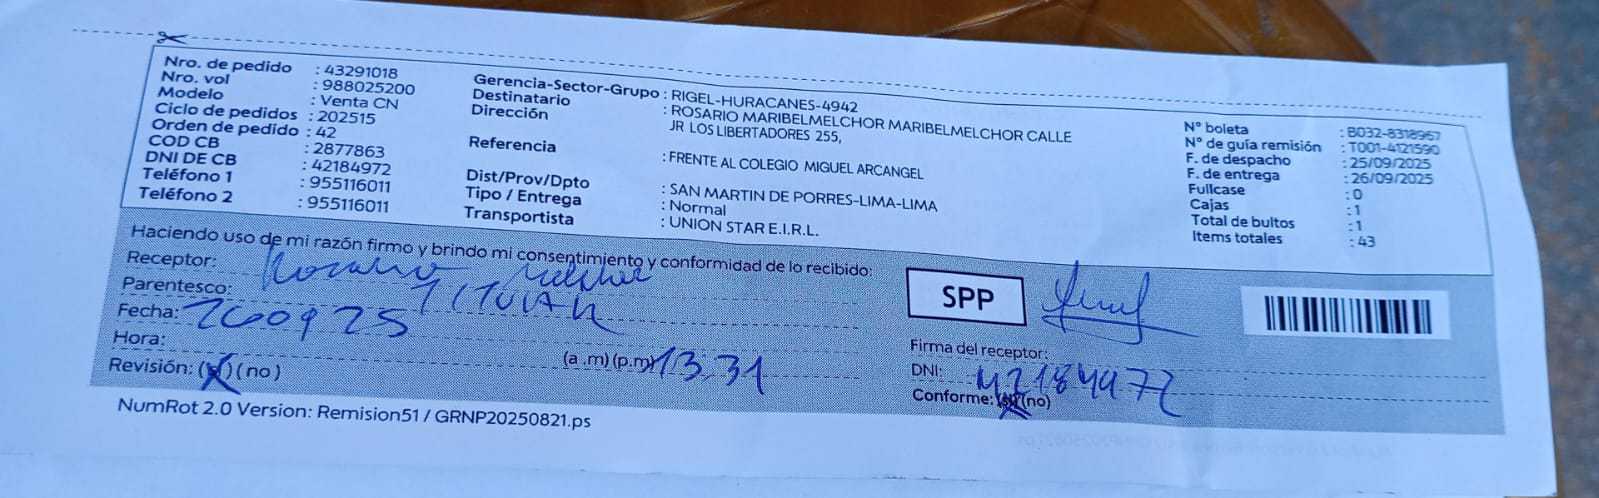 Nro. de pedido : 43291018
Nro. vol : 988025200
Modelo : Venta CN
Ciclo de pedidos : 202515
Orden de pedido : 42
COD CB : 2877863
DNI DE CB : 42184972
Teléfono 1 : 955116011
Teléfono 2 : 955116011
Gerencia-Sector-Grupo : RIGEL-HURACANES-4942
Destinatario : ROSARIO MARIBELMELCHOR MARIBELMELCHOR CALLE
Dirección JR LOS LIBERTADORES 255,
Referencia : FRENTE AL COLEGIO MIGUEL ARCANGEL
Dist/Prov/Dpto : SAN MARTIN DE PORRES-LIMA-LIMA
Tipo / Entrega : Normal
Transportista : UNION STAR E.I.R.L.
N° boleta : B032-8318967
N° de guía remisión : T001-4121590
F. de despacho : 25/09/2025
F. de entrega : 26/09/2025
Fullcase : 0
Cajas : 1
Total de bultos : 1
Items totales : 43
Haciendo uso de mi razón firmo y brindo mi consentimiento y conformidad de lo recibido:
Receptor: Rosario Melchor
Parentesco: TITULAR
Fecha: 260925
Hora: (a .m) (p.m) 13:31
Revisión: (si) (no)
SPP
Firma del receptor:
DNI: 42184972
Conforme: (si) (no)
NumRot 2.0 Version: Remision51 / GRNP20250821.ps